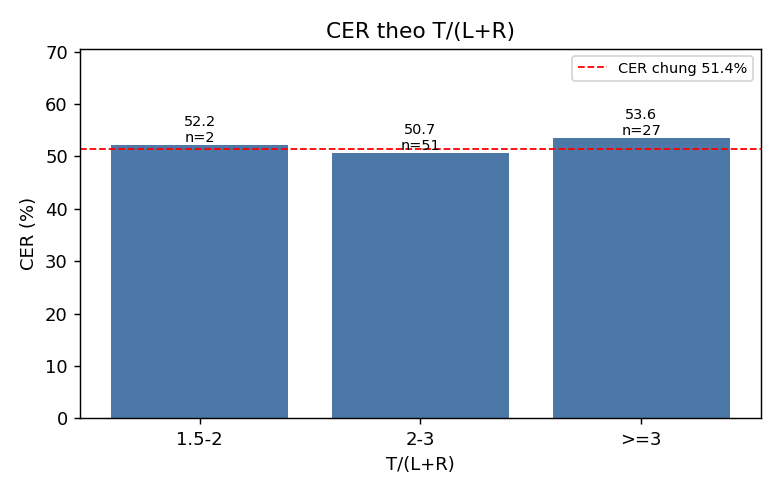 CER theo T/(L+R)
CER chung 51.4%
CER (%)
70
60
50
40
30
20
10
0
52.2
n=2
50.7
n=51
53.6
n=27
1.5-2
2-3
>=3
T/(L+R)